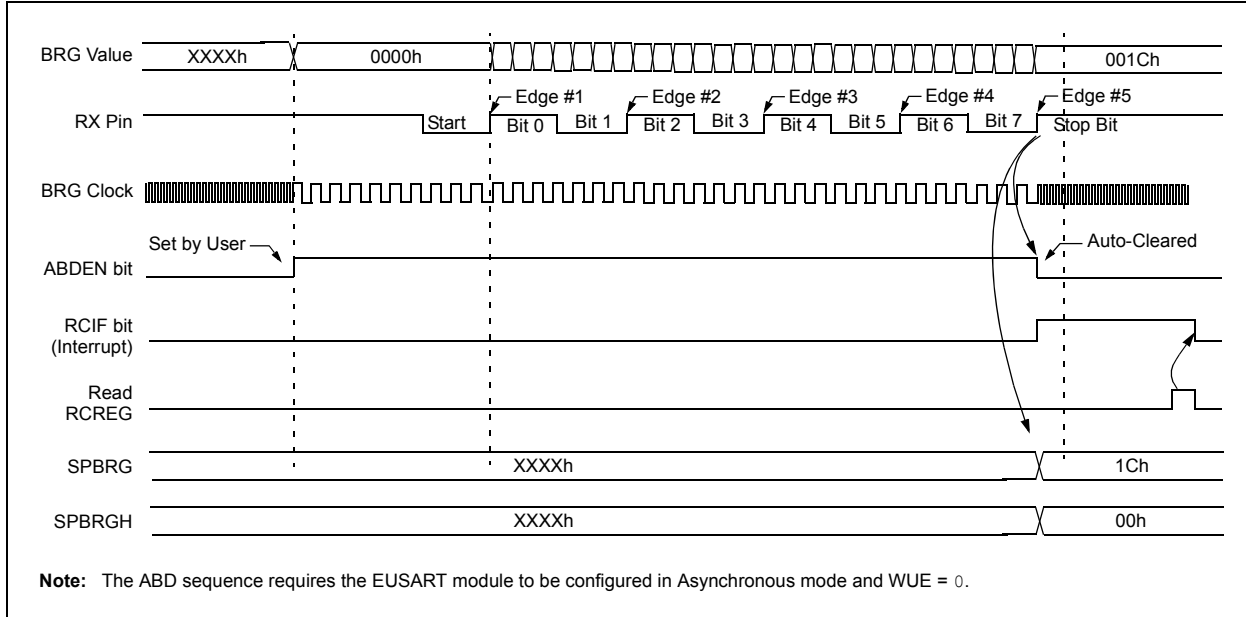 BRG Value XXXXh 0000h 001Ch
Edge #1 Edge #2 Edge #3 Edge #4 Edge #5
RX Pin Start Bit 0 Bit 1 Bit 2 Bit 3 Bit 4 Bit 5 Bit 6 Bit 7 Stop Bit
BRG Clock
Set by User Auto-Cleared
ABDEN bit
RCIF bit
(Interrupt)
Read
RCREG
SPBRG XXXXh 1Ch
SPBRGH XXXXh 00h
Note: The ABD sequence requires the EUSART module to be configured in Asynchronous mode and WUE = 0.